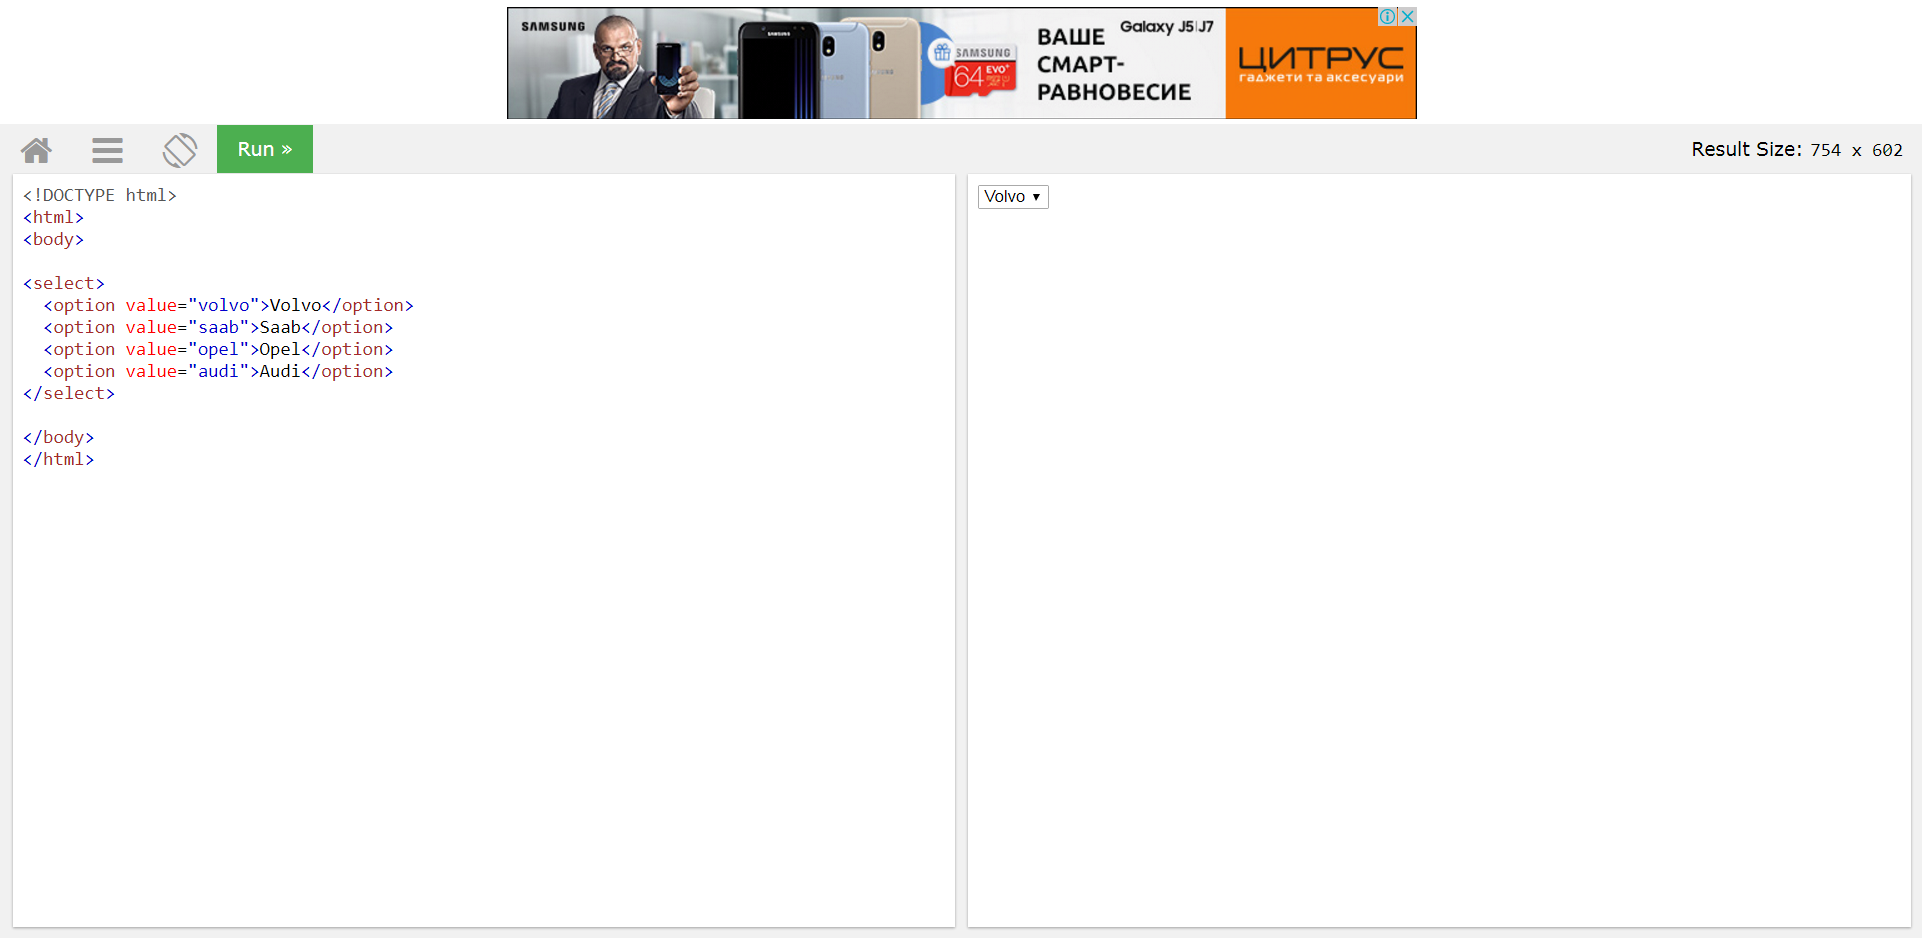 SAMSUNG
SAMSUNG
SAMSUNG
64 EVO+
ВАШЕ
СМАРТ-
РАВНОВЕСИЕ
Galaxy J5|J7
ЦИТРУС
гаджети та аксесуари
Run »
Result Size: 754 x 602
<!DOCTYPE html>
<html>
<body>
<select>
  <option value="volvo">Volvo</option>
  <option value="saab">Saab</option>
  <option value="opel">Opel</option>
  <option value="audi">Audi</option>
</select>
</body>
</html>
Volvo